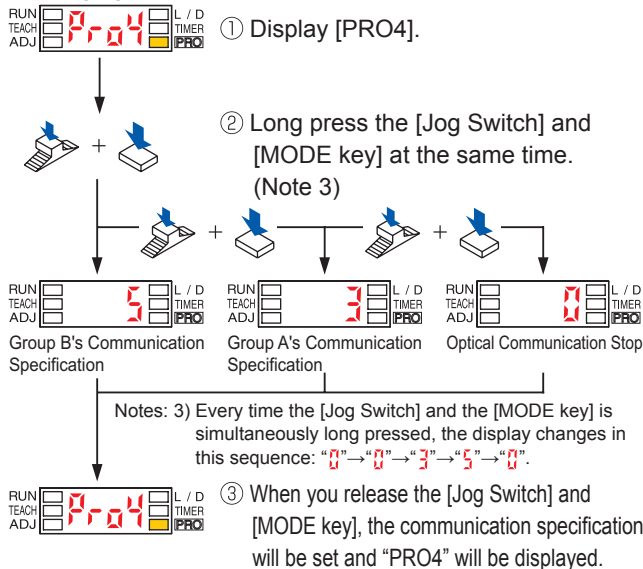 RUN
TEACH
ADJ
Pro4
L / D
TIMER
PRO
① Display [PRO4].
+
② Long press the [Jog Switch] and
[MODE key] at the same time.
(Note 3)
+
+
RUN
TEACH
ADJ
5
L / D
TIMER
PRO
Group B's Communication
Specification
RUN
TEACH
ADJ
3
L / D
TIMER
PRO
Group A's Communication
Specification
RUN
TEACH
ADJ
0
L / D
TIMER
PRO
Optical Communication Stop
Notes: 3) Every time the [Jog Switch] and the [MODE key] is
simultaneously long pressed, the display changes in
this sequence: “0”→“0”→“3”→“5”→“0”.
RUN
TEACH
ADJ
Pro4
L / D
TIMER
PRO
③ When you release the [Jog Switch] and
[MODE key], the communication specification
will be set and “PRO4” will be displayed.